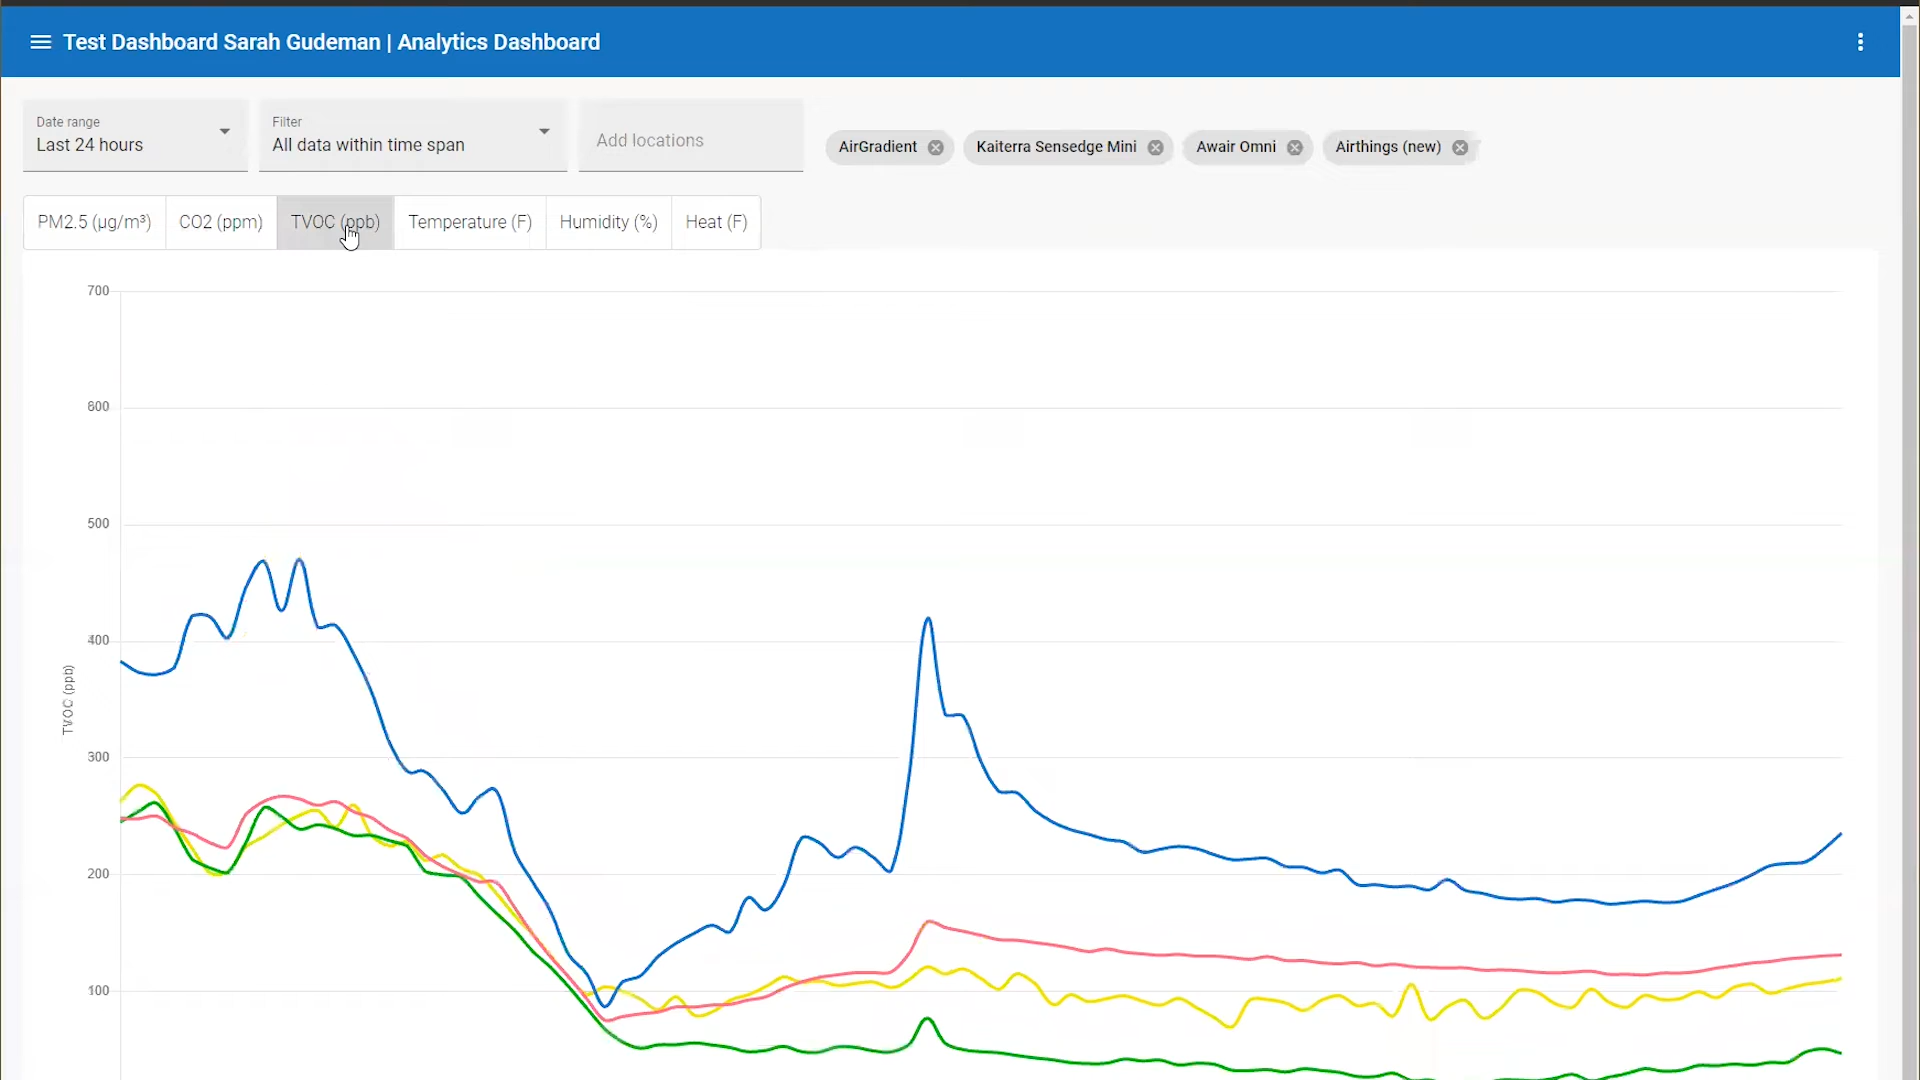 Test Dashboard Sarah Gudeman | Analytics Dashboard
Date range
Last 24 hours
Filter
All data within time span
Add locations
AirGradient
Kaiterra Sensedge Mini
Awair Omni
Airthings (new)
PM2.5 (µg/m³)
CO2 (ppm)
TVOC (ppb)
Temperature (F)
Humidity (%)
Heat (F)
700
600
500
400
300
200
100
TVOC (ppb)